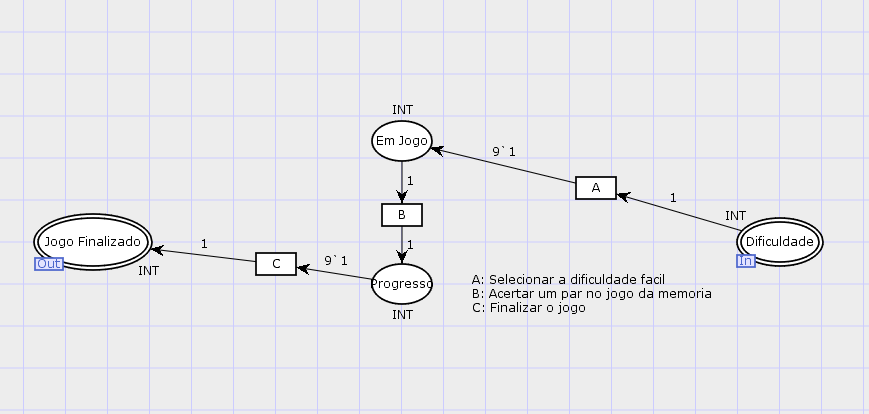 INT
Em Jogo
9`1
A
1
INT
Dificuldade
In
1
B
1
Jogo Finalizado
Out
INT
1
C
9`1
Progresso
INT
A: Selecionar a dificuldade facil
B: Acertar um par no jogo da memoria
C: Finalizar o jogo